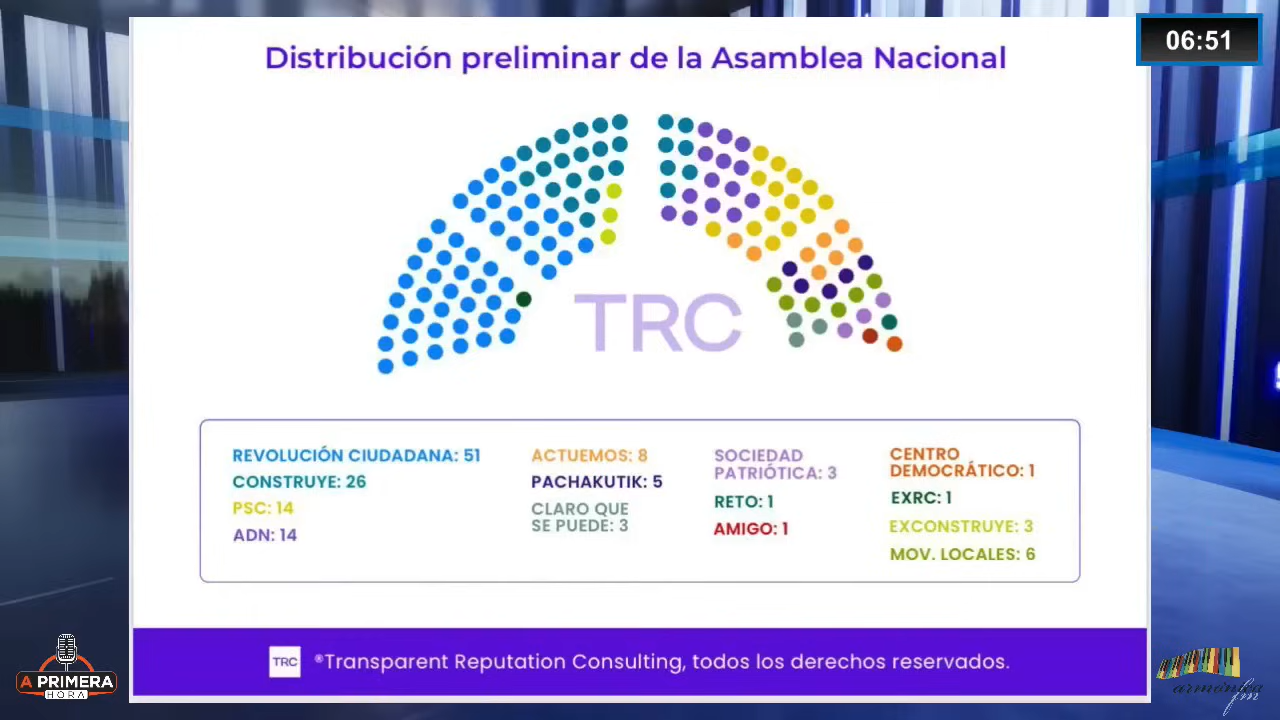 06:51
Distribución preliminar de la Asamblea Nacional
TRC
REVOLUCIÓN CIUDADANA: 51
CONSTRUYE: 26
PSC: 14
ADN: 14
ACTUEMOS: 8
PACHAKUTIK: 5
CLARO QUE
SE PUEDE: 3
SOCIEDAD
PATRIÓTICA: 3
RETO: 1
AMIGO: 1
CENTRO
DEMOCRÁTICO: 1
EXRC: 1
EXCONSTRUYE: 3
MOV. LOCALES: 6
TRC
®Transparent Reputation Consulting, todos los derechos reservados.
A PRIMERA
HORA
armónica
fm